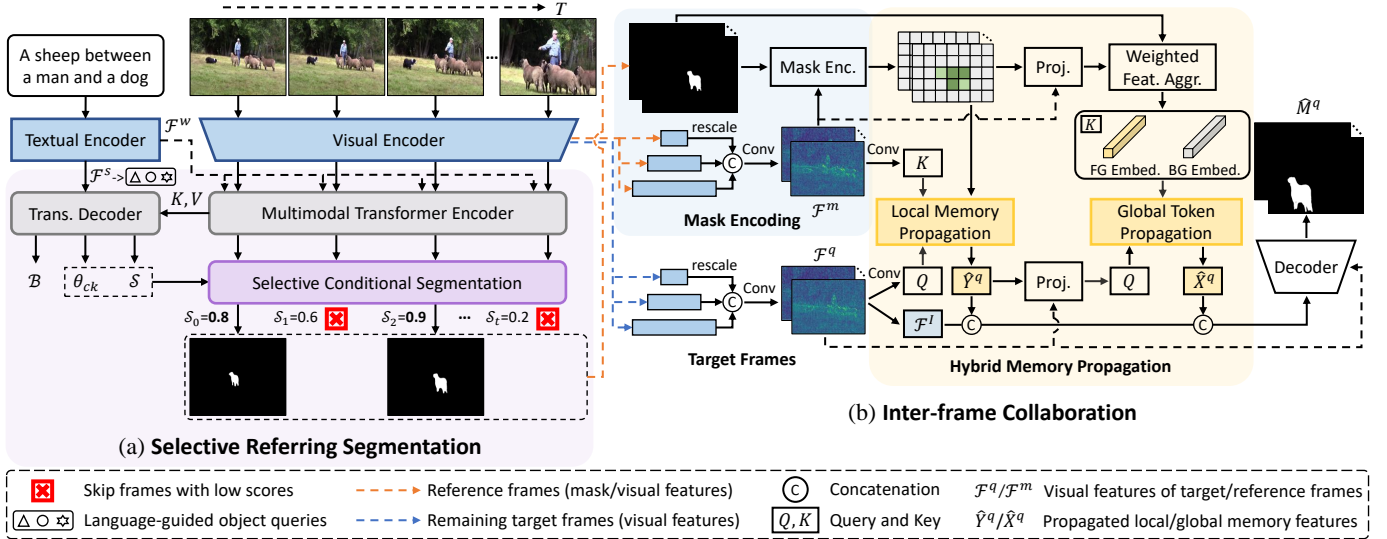 T
A sheep between
a man and a dog
...
Textual Encoder
ℱ^w
Visual Encoder
ℱ^s->
K, V
Trans. Decoder
Multimodal Transformer Encoder
ℬ
θ_ck
𝒮
Selective Conditional Segmentation
𝒮_0=0.8
𝒮_1=0.6
𝒮_2=0.9
...
𝒮_t=0.2
(a) Selective Referring Segmentation
Mask Enc.
Proj.
Weighted
Feat. Aggr.
rescale
C
Conv
Conv
K
ℱ^m
Mask Encoding
K
FG Embed.
BG Embed.
M̂^q
Local Memory
Propagation
Global Token
Propagation
rescale
C
Conv
ℱ^q
Conv
Q
Ŷ^q
Proj.
Q
X̂^q
Decoder
ℱ^I
C
C
Target Frames
Hybrid Memory Propagation
(b) Inter-frame Collaboration
Skip frames with low scores
Reference frames (mask/visual features)
C
Concatenation
ℱ^q/ℱ^m
Visual features of target/reference frames
Language-guided object queries
Remaining target frames (visual features)
Q, K
Query and Key
Ŷ^q/X̂^q
Propagated local/global memory features